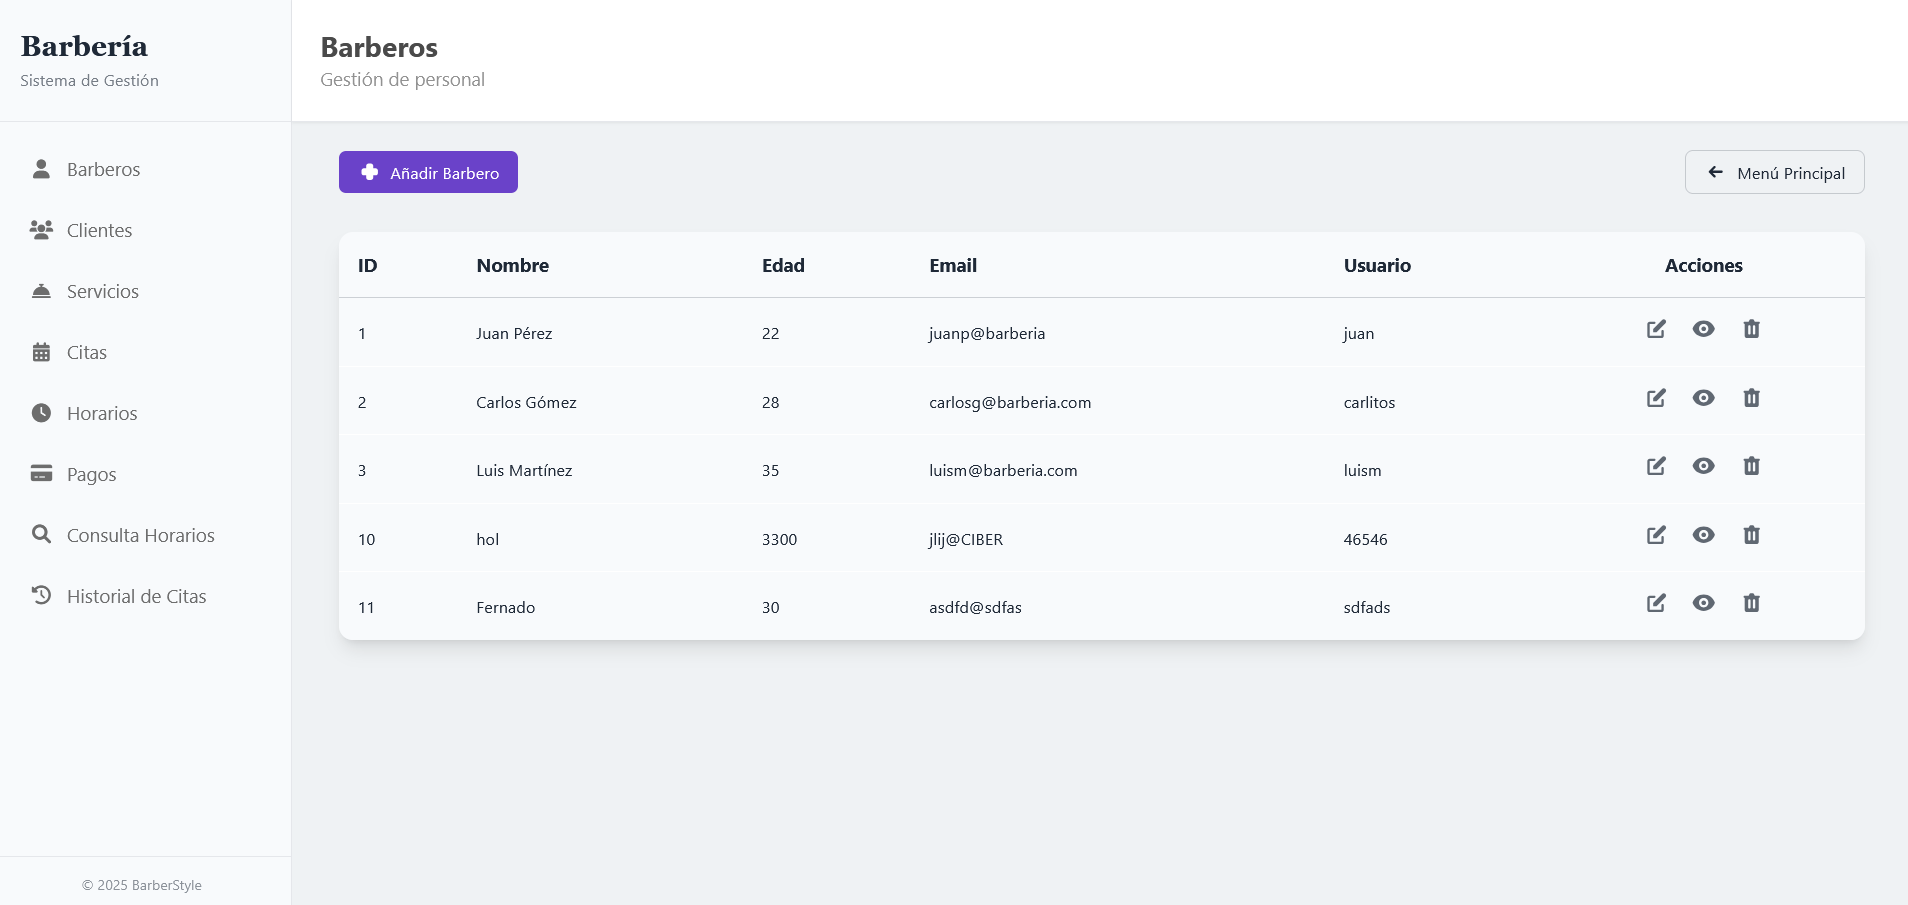 Barbería
Sistema de Gestión
Barberos
Clientes
Servicios
Citas
Horarios
Pagos
Consulta Horarios
Historial de Citas
© 2025 BarberStyle
Barberos
Gestión de personal
Añadir Barbero
Menú Principal
ID Nombre Edad Email Usuario Acciones
1 Juan Pérez 22 juanp@barberia juan
2 Carlos Gómez 28 carlosg@barberia.com carlitos
3 Luis Martínez 35 luism@barberia.com luism
10 hol 3300 jlij@CIBER 46546
11 Fernado 30 asdfd@sdfas sdfads